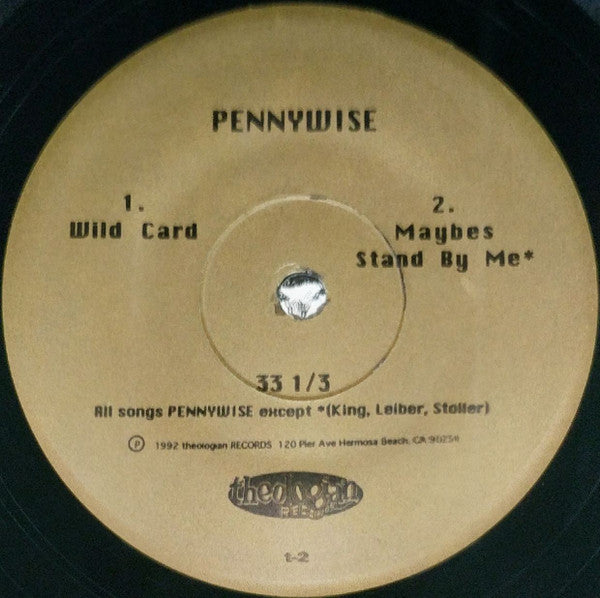 PENNYWISE
1.
Wild Card
2.
Maybes
Stand By Me*
33 1/3
All songs PENNYWISE except *(King, Leiber, Stoller)
℗ 1992 theologian RECORDS 120 Pier Ave Hermosa Beach, CA 90254
theologian
RECORDS
t-2